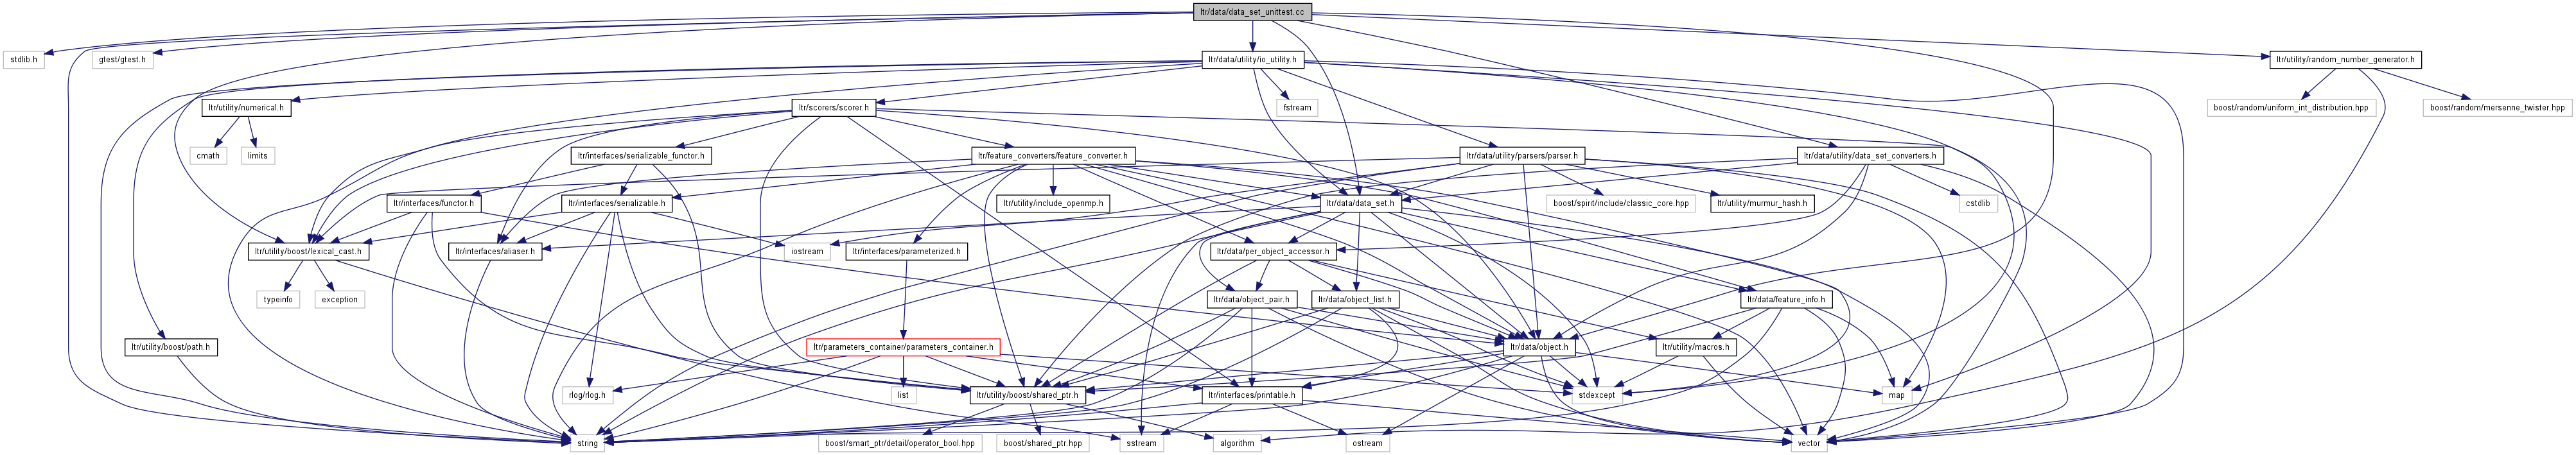 ltr/data/data_set_unittest.cc
stdlib.h
gtest/gtest.h
ltr/data/utility/io_utility.h
ltr/utility/random_number_generator.h
ltr/utility/numerical.h
ltr/scorers/scorer.h
fstream
boost/random/uniform_int_distribution.hpp
boost/random/mersenne_twister.hpp
cmath
limits
ltr/interfaces/serializable_functor.h
ltr/feature_converters/feature_converter.h
ltr/data/utility/parsers/parser.h
ltr/data/utility/data_set_converters.h
ltr/interfaces/functor.h
ltr/interfaces/serializable.h
ltr/utility/include_openmp.h
ltr/data/data_set.h
boost/spirit/include/classic_core.hpp
ltr/utility/murmur_hash.h
cstdlib
ltr/utility/boost/lexical_cast.h
ltr/interfaces/aliaser.h
iostream
ltr/interfaces/parameterized.h
ltr/data/per_object_accessor.h
typeinfo
exception
ltr/data/object_pair.h
ltr/data/object_list.h
ltr/data/feature_info.h
ltr/utility/boost/path.h
ltr/parameters_container/parameters_container.h
ltr/data/object.h
ltr/utility/macros.h
rlog/rlog.h
list
ltr/utility/boost/shared_ptr.h
ltr/interfaces/printable.h
stdexcept
map
string
boost/smart_ptr/detail/operator_bool.hpp
boost/shared_ptr.hpp
algorithm
sstream
ostream
vector